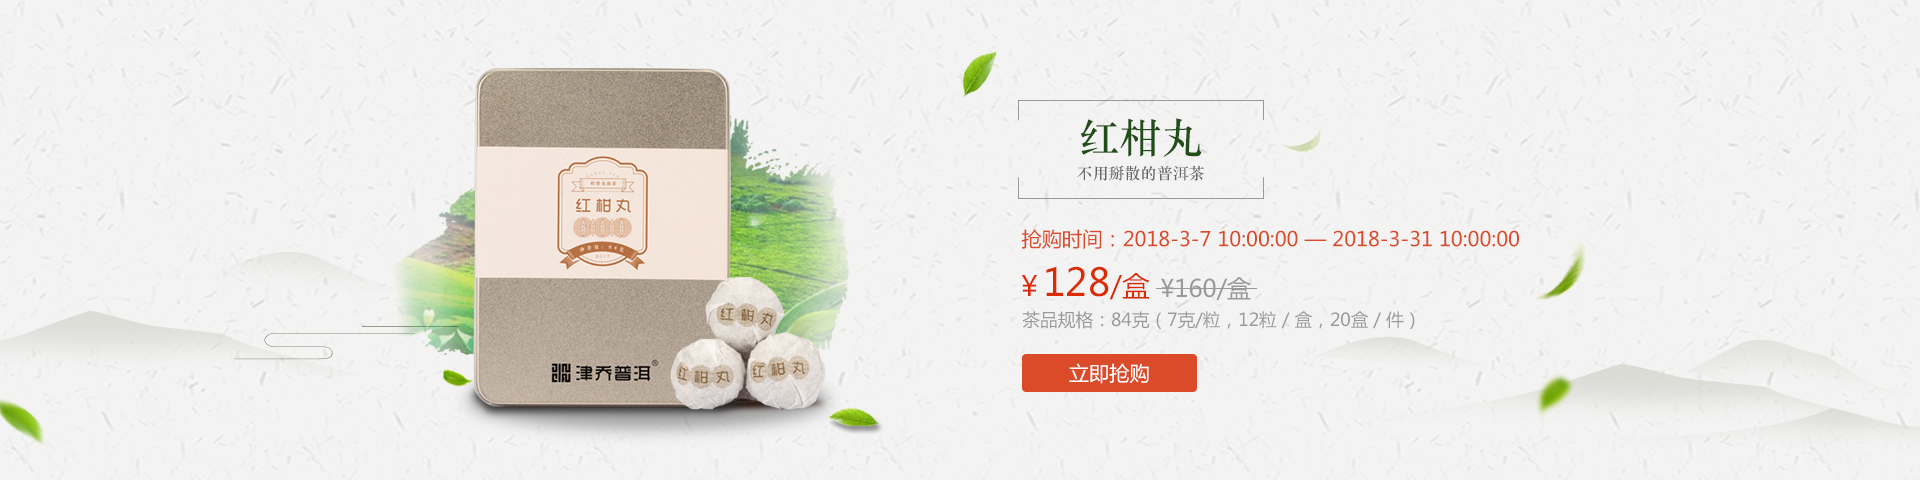 红柑丸
津乔普洱®
红柑丸
红柑丸
红柑丸
红柑丸
不用掰散的普洱茶
抢购时间：2018-3-7 10:00:00 — 2018-3-31 10:00:00
¥ 128/盒 ¥160/盒
茶品规格：84克（7克/粒，12粒 / 盒，20盒 / 件）
立即抢购